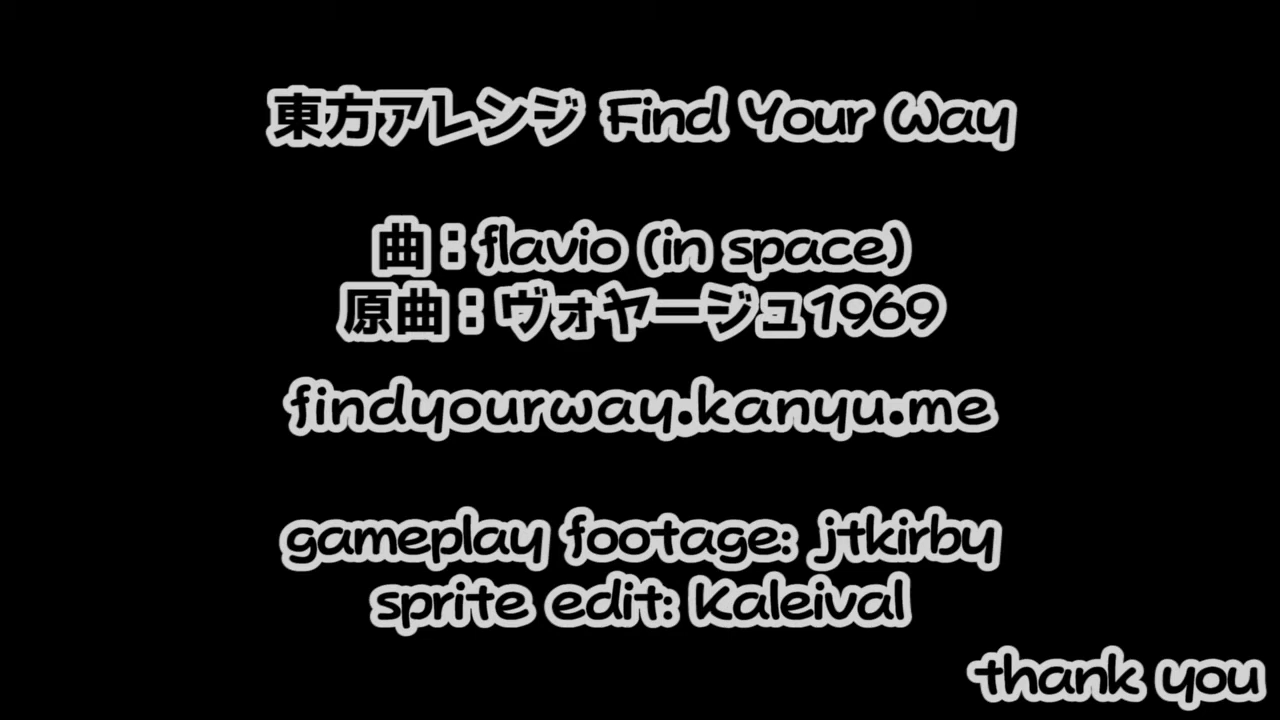 東方アレンジ Find Your Way
曲：flavio (in space)
原曲：ヴォヤージュ1969
findyourway.kanyu.me
gameplay footage: jtkirby
sprite edit: Kaleival
thank you